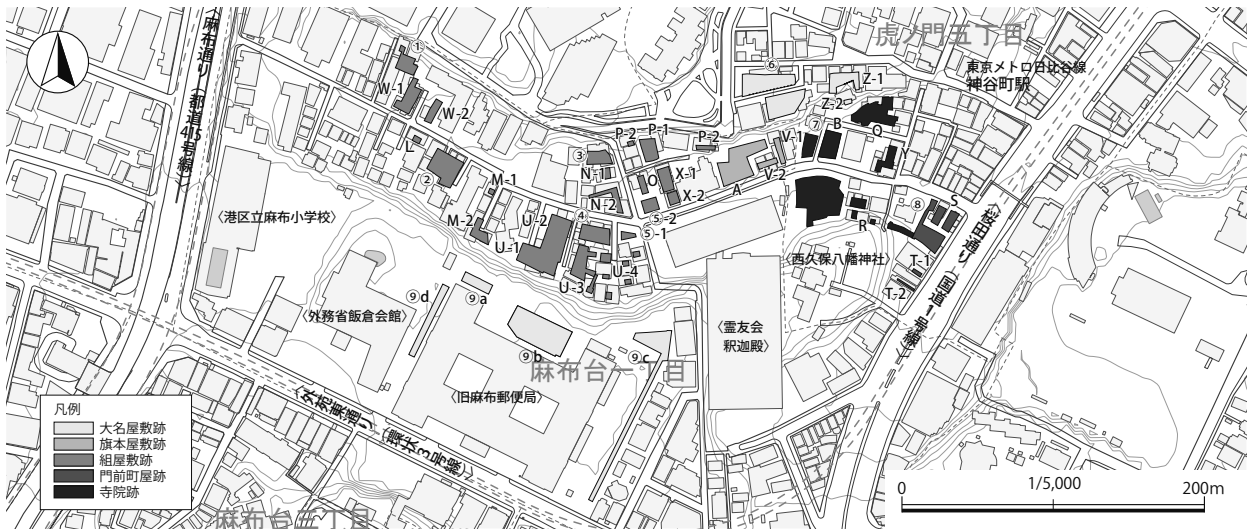 麻布通り（都道415号線）
虎ノ門五丁目
東京メトロ日比谷線
神谷町駅
①
W-1
W-2
L
②
M-1
M-2
U-2
U-1
U-3
U-4
③
N-1
N-2
④
P-2
P-1
P-2
O
X-1
X-2
⑤-2
⑤-1
A
V-1
V-2
⑥
Z-1
Z-2
⑦
B
Q
Y
R
⑧
S
T-1
T-2
〈港区立麻布小学校〉
〈西久保八幡神社〉
桜田通り（国道1号線）
⑨d
⑨a
〈外務省飯倉会館〉
⑨b
⑨c
〈霊友会
釈迦殿〉
麻布台一丁目
〈旧麻布郵便局〉
外苑東通り（環状3号線）
麻布台三丁目
凡例
大名屋敷跡
旗本屋敷跡
組屋敷跡
門前町屋跡
寺院跡
0
1/5,000
200m